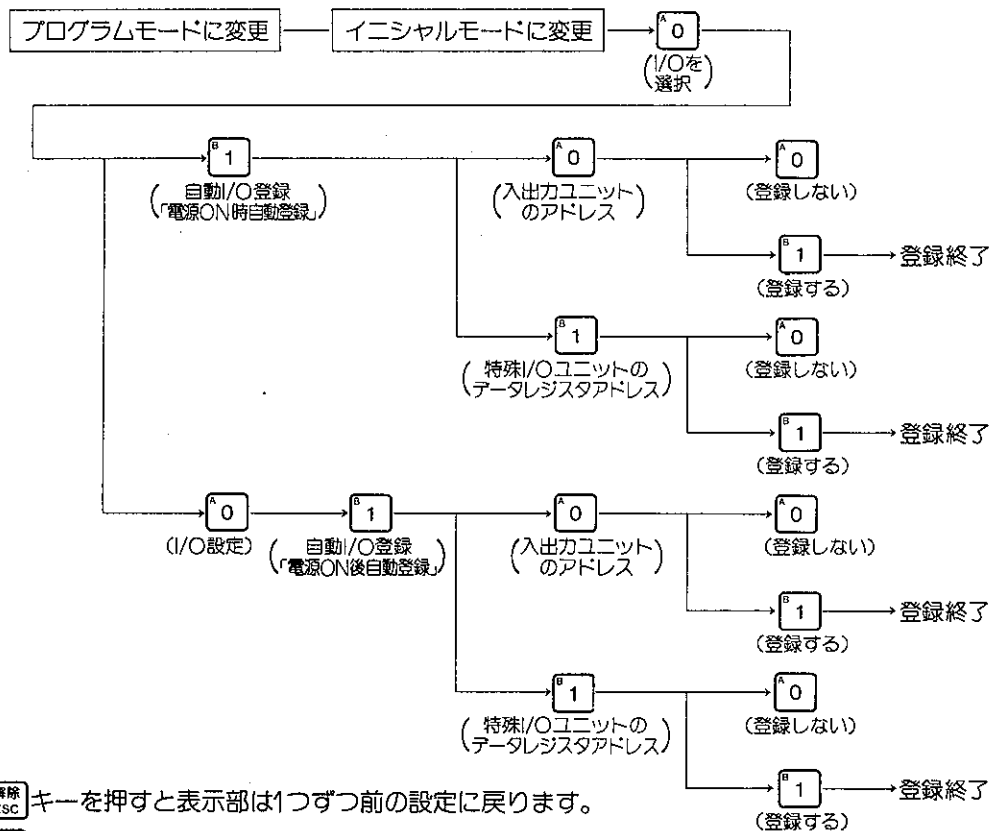 プログラムモードに変更 イニシャルモードに変更 A 0
(I/Oを
選択)
B 1 A 0 A 0
(自動I/O登録 (入出力ユニット (登録しない)
「電源ON時自動登録」) のアドレス)
B 1 登録終了
(登録する)
B 1 A 0
(特殊I/Oユニットの (登録しない)
データレジスタアドレス)
B 1 登録終了
(登録する)
A 0 B 1 A 0 A 0
(I/O設定) (自動I/O登録 (入出力ユニット (登録しない)
「電源ON後自動登録」) のアドレス)
B 1 登録終了
(登録する)
B 1 A 0
(特殊I/Oユニットの (登録しない)
データレジスタアドレス)
B 1 登録終了
(登録する)
解除 ESC キーを押すと表示部は1つずつ前の設定に戻ります。